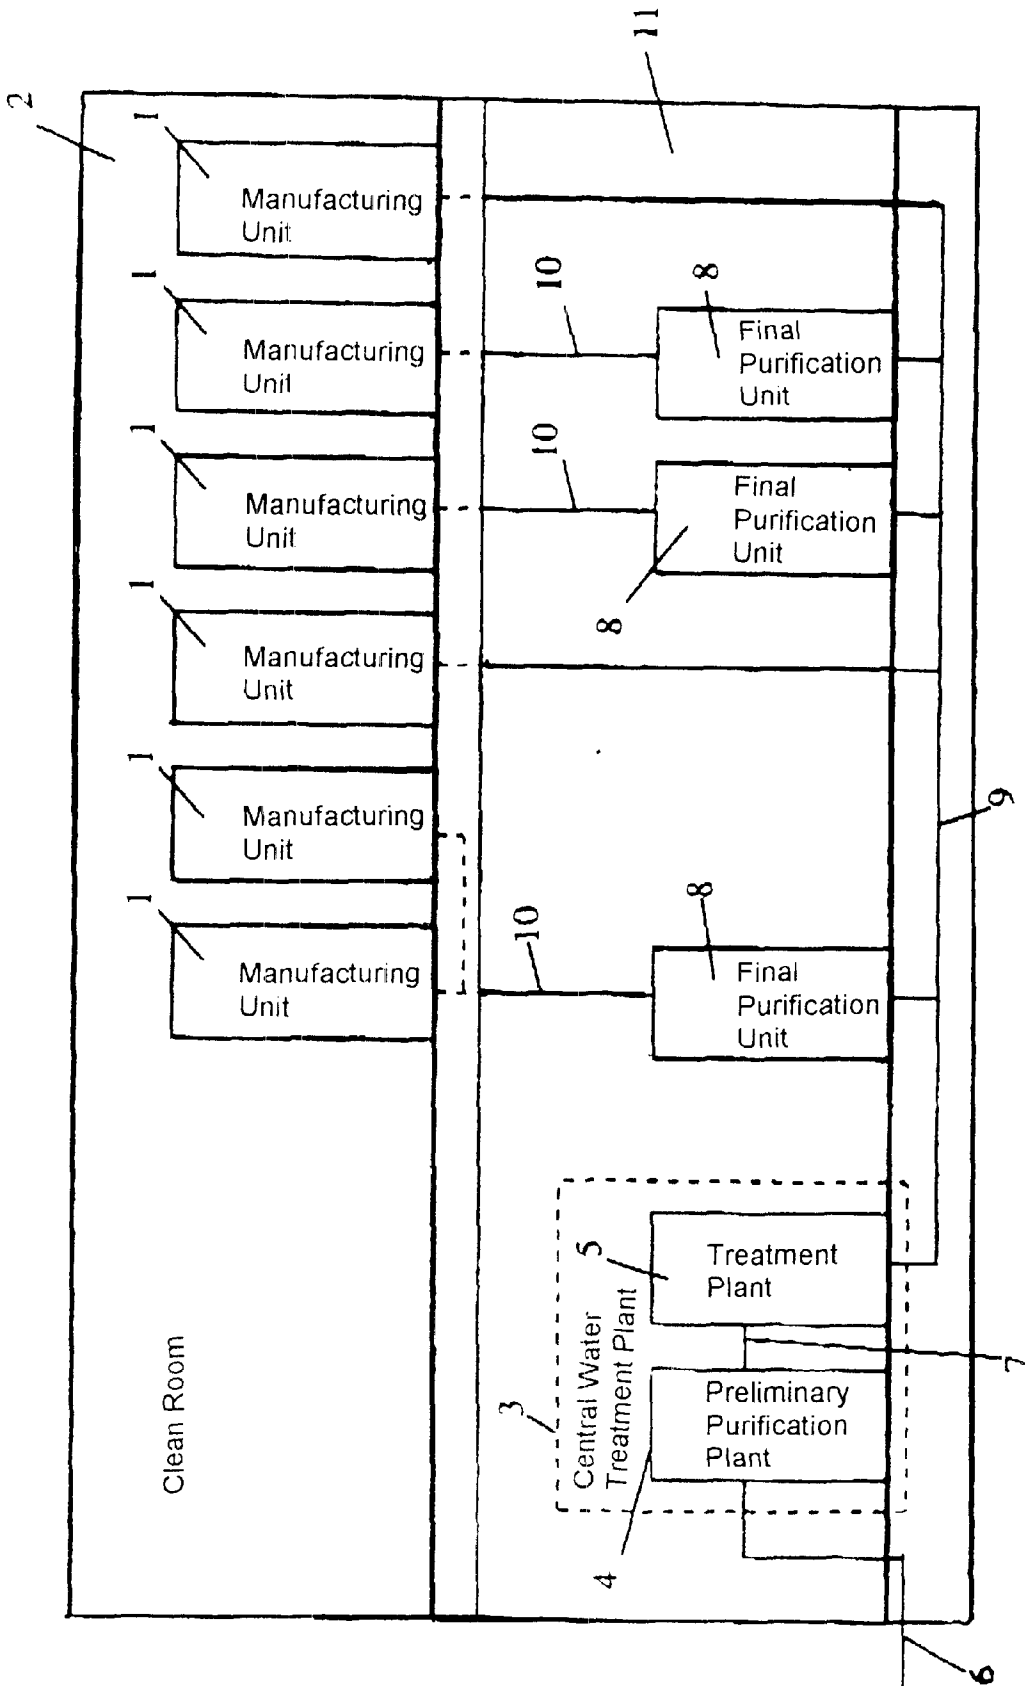 2
11
1
Manufacturing
Unit
1
Manufacturing
Unit
1
Manufacturing
Unit
1
Manufacturing
Unit
1
Manufacturing
Unit
1
Manufacturing
Unit
10
8
Final
Purification
Unit
10
8
Final
Purification
Unit
10
8
Final
Purification
Unit
9
Clean Room
3
Central Water
Treatment Plant
5
Treatment
Plant
7
4
Preliminary
Purification
Plant
6